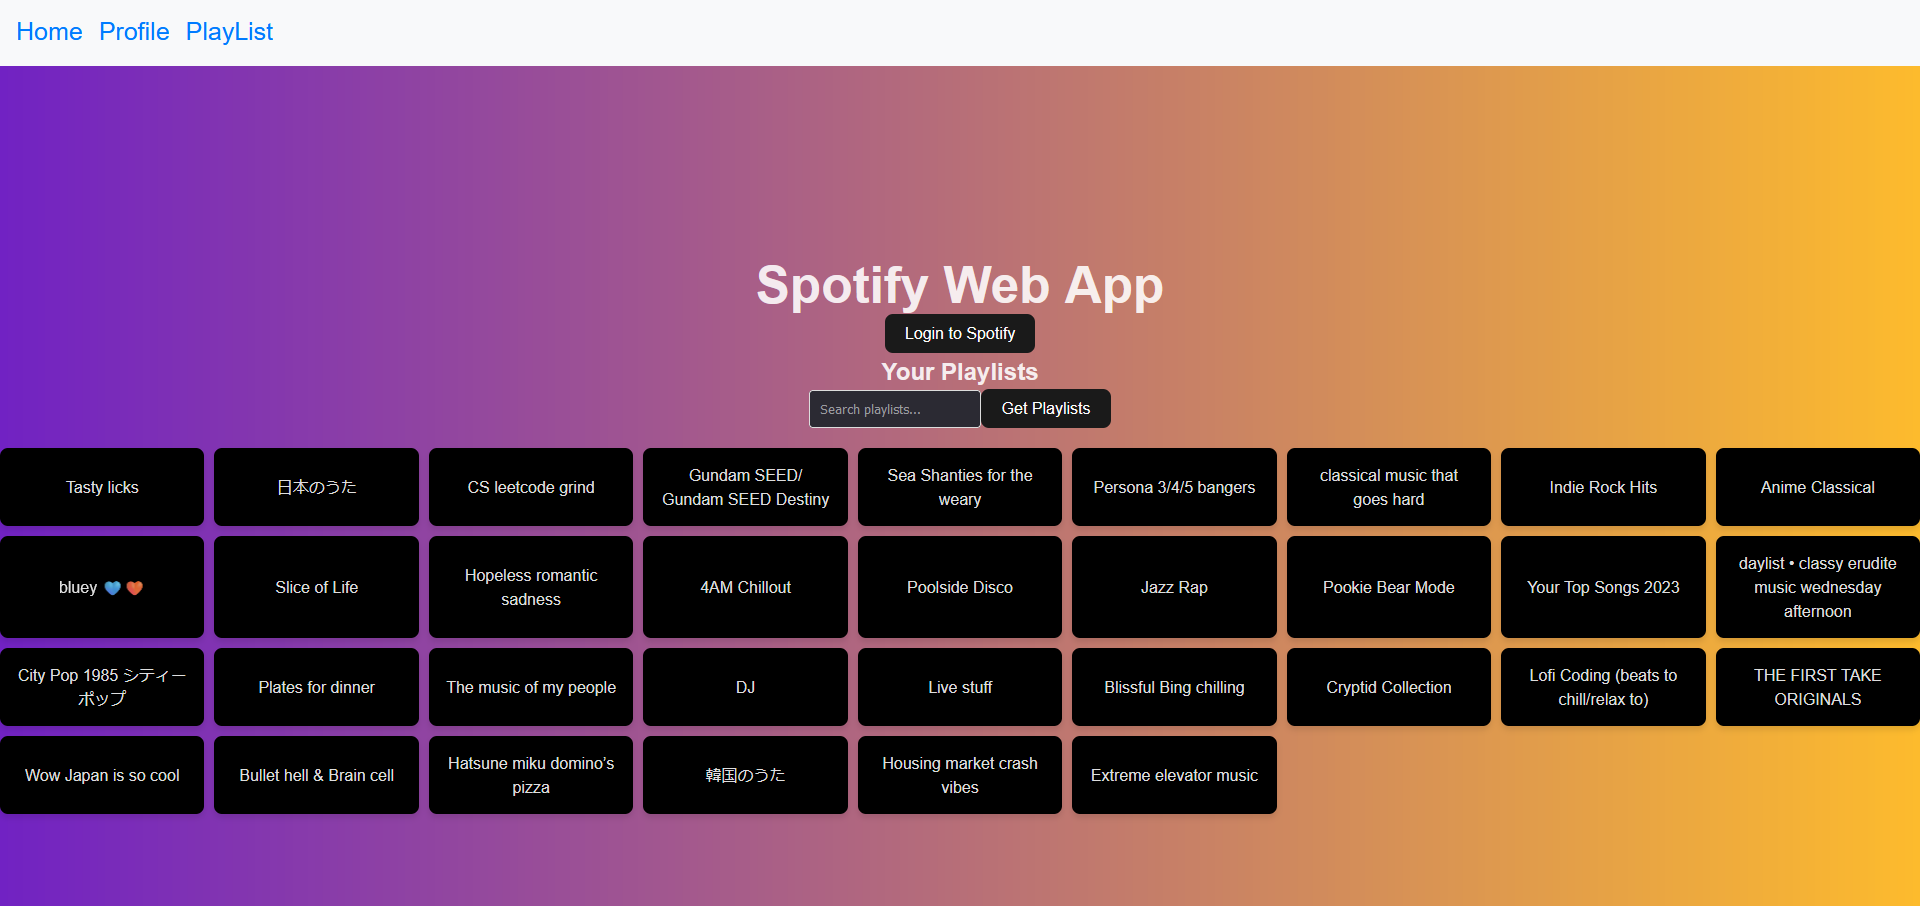 Home Profile PlayList
Spotify Web App
Login to Spotify
Your Playlists
Search playlists... Get Playlists
Tasty licks
日本のうた
CS leetcode grind
Gundam SEED/
Gundam SEED Destiny
Sea Shanties for the
weary
Persona 3/4/5 bangers
classical music that
goes hard
Indie Rock Hits
Anime Classical
bluey 💙 🧡
Slice of Life
Hopeless romantic
sadness
4AM Chillout
Poolside Disco
Jazz Rap
Pookie Bear Mode
Your Top Songs 2023
daylist • classy erudite
music wednesday
afternoon
City Pop 1985 シティー
ポップ
Plates for dinner
The music of my people
DJ
Live stuff
Blissful Bing chilling
Cryptid Collection
Lofi Coding (beats to
chill/relax to)
THE FIRST TAKE
ORIGINALS
Wow Japan is so cool
Bullet hell & Brain cell
Hatsune miku domino’s
pizza
韓国のうた
Housing market crash
vibes
Extreme elevator music